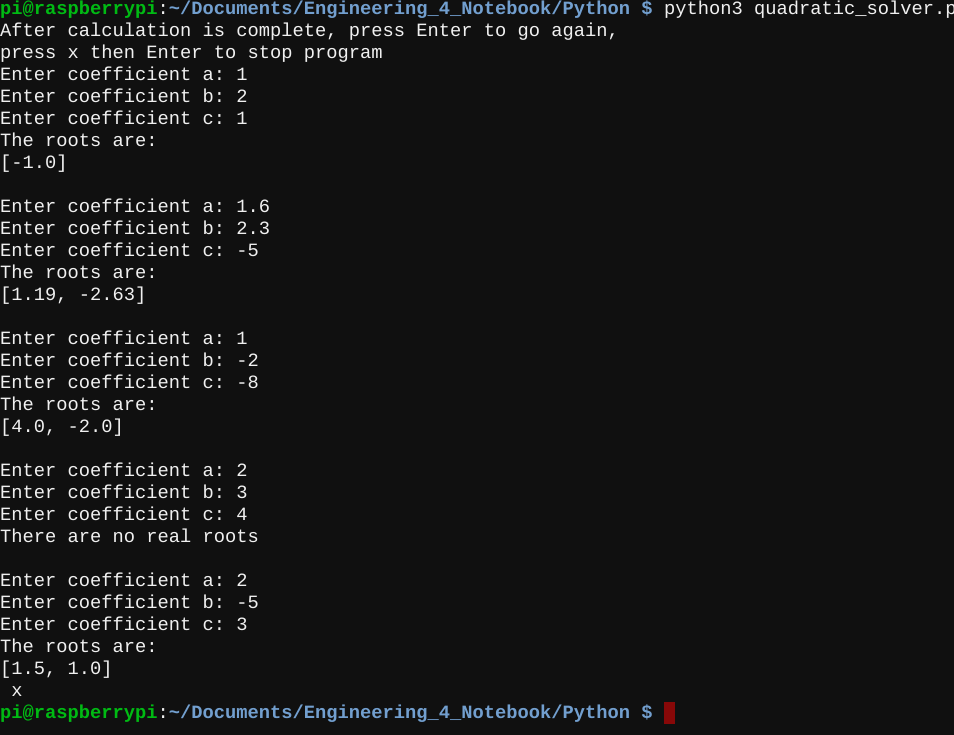 pi@raspberrypi:~/Documents/Engineering_4_Notebook/Python $ python3 quadratic_solver.p
After calculation is complete, press Enter to go again,
press x then Enter to stop program
Enter coefficient a: 1
Enter coefficient b: 2
Enter coefficient c: 1
The roots are:
[-1.0]
Enter coefficient a: 1.6
Enter coefficient b: 2.3
Enter coefficient c: -5
The roots are:
[1.19, -2.63]
Enter coefficient a: 1
Enter coefficient b: -2
Enter coefficient c: -8
The roots are:
[4.0, -2.0]
Enter coefficient a: 2
Enter coefficient b: 3
Enter coefficient c: 4
There are no real roots
Enter coefficient a: 2
Enter coefficient b: -5
Enter coefficient c: 3
The roots are:
[1.5, 1.0]
x
pi@raspberrypi:~/Documents/Engineering_4_Notebook/Python $